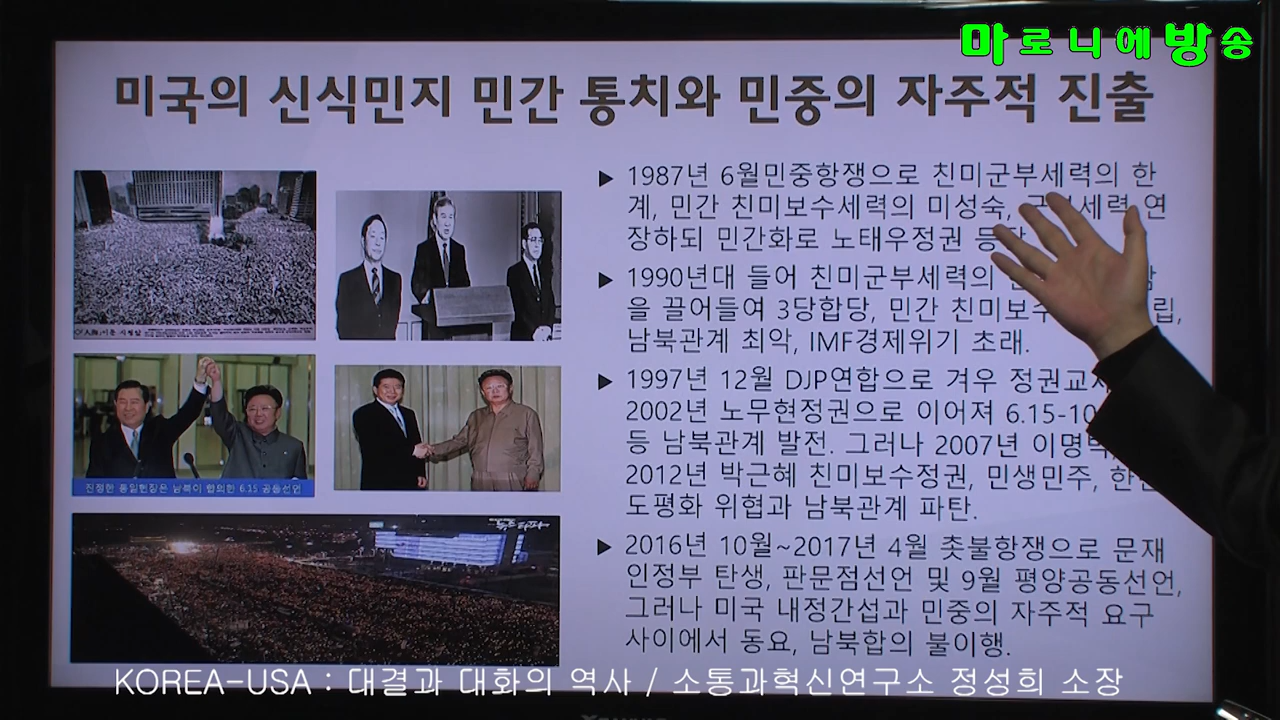 마로니에방송
미국의 신식민지 민간 통치와 민중의 자주적 진출
▶ 1987년 6월민중항쟁으로 친미군부세력의 한
계, 민간 친미보수세력의 미성숙, 연
장하되 민간화로 노태우정권
▶ 1990년대 들어 친미군부세력의
을 끌어들여 3당합당, 민간 친미보수 립,
남북관계 최악, IMF경제위기 초래.
▶ 1997년 12월 DJP연합으로 겨우
2002년 노무현정권으로 이어져 6.15-10
등 남북관계 발전. 그러나 2007년
2012년 박근혜 친미보수정권, 민생민주,
도평화 위협과 남북관계 파탄.
▶ 2016년 10월~2017년 4월 촛불항쟁으로 문재
인정부 탄생, 판문점선언 및 9월 평양공동선언,
그러나 미국 내정간섭과 민중의 자주적 요구
사이에서 동요, 남북합의 불이행.
진정한 통일헌장은 남북이 합의한 6.15 공동선언
뉴스타파
KOREA-USA : 대결과 대화의 역사 / 소통과혁신연구소 정성희 소장